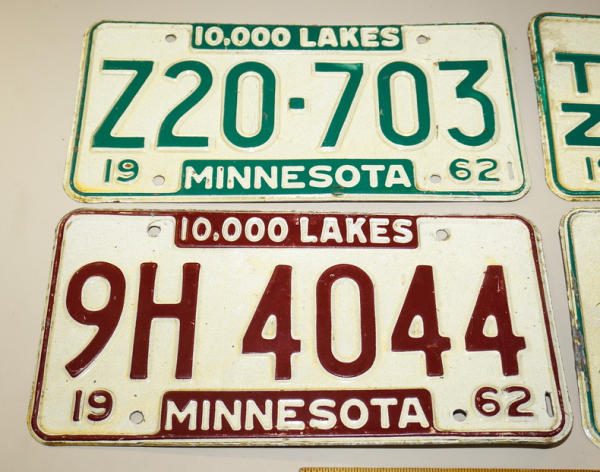 10,000 LAKES
Z20·703
19 MINNESOTA 62
10,000 LAKES
9H 4044
19 MINNESOTA 62